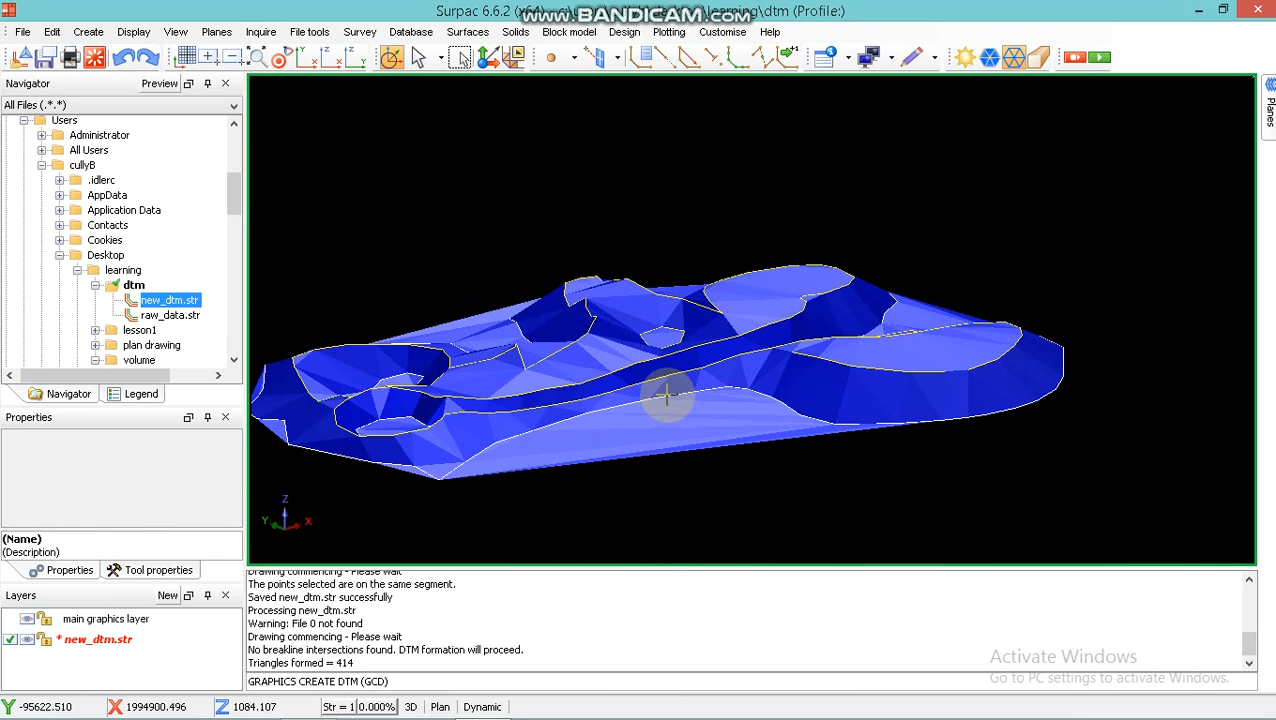 Surpac 6.6.2 (x64)
learning\dtm (Profile:)
www.BANDICAM.com
File Edit Create Display View Planes Inquire File tools Survey Database Surfaces Solids Block model Design Plotting Customise Help
Navigator Preview
All Files (.*.*)
Users
Administrator
All Users
cullyB
.idlerc
AppData
Application Data
Contacts
Cookies
Desktop
learning
dtm
new_dtm.str
raw_data.str
lesson1
plan drawing
volume
Navigator Legend
Properties
(Name)
(Description)
Properties Tool properties
Layers New
main graphics layer
* new_dtm.str
Planes
Z
Y X
Drawing commencing - Please wait
The points selected are on the same segment.
Saved new_dtm.str successfully
Processing new_dtm.str
Warning: File 0 not found
Drawing commencing - Please wait
No breakline intersections found. DTM formation will proceed.
Triangles formed = 414
GRAPHICS CREATE DTM (GCD)
Activate Windows
Go to PC settings to activate Windows.
Y -95622.510 X 1994900.496 Z 1084.107 Str = 1 0.000% 3D Plan Dynamic